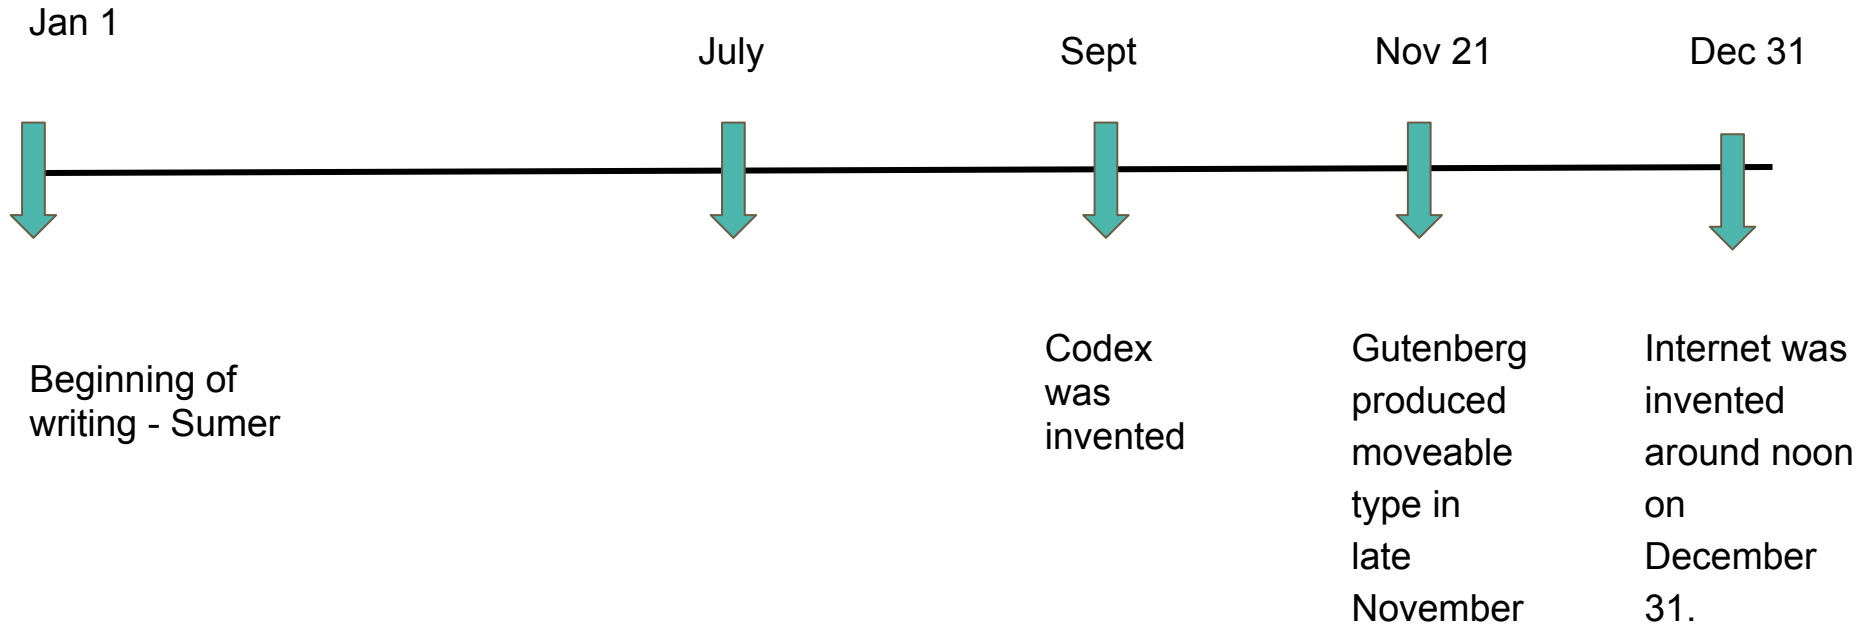 Jan 1
July
Sept
Nov 21
Dec 31
Beginning of
writing - Sumer
Codex
was
invented
Gutenberg
produced
moveable
type in
late
November
Internet was
invented
around noon
on
December
31.